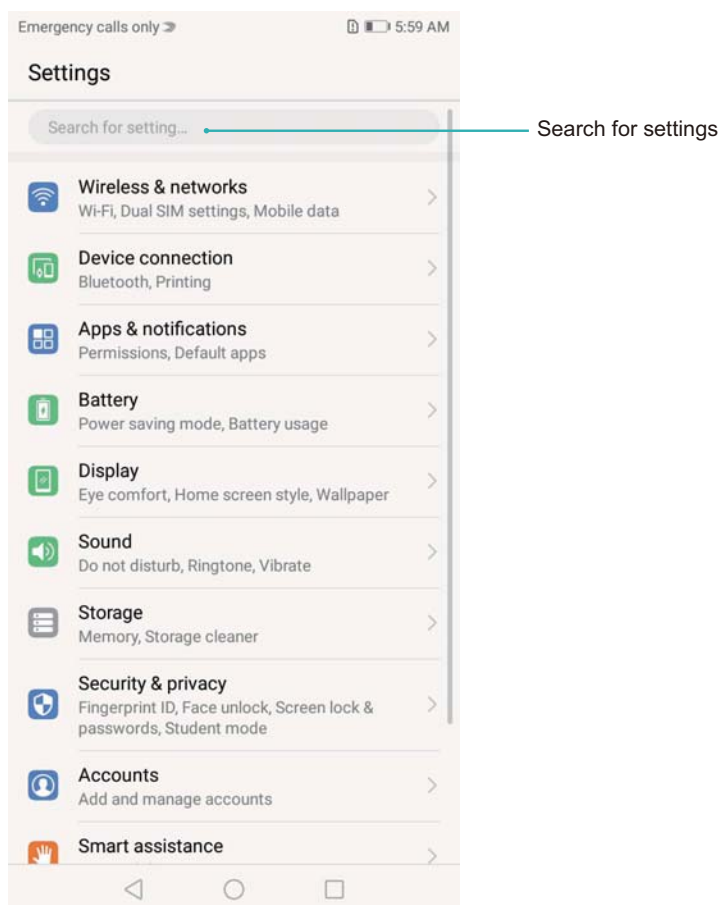 Emergency calls only 5:59 AM
Settings
Search for setting...
Search for settings
Wireless & networks
Wi-Fi, Dual SIM settings, Mobile data
Device connection
Bluetooth, Printing
Apps & notifications
Permissions, Default apps
Battery
Power saving mode, Battery usage
Display
Eye comfort, Home screen style, Wallpaper
Sound
Do not disturb, Ringtone, Vibrate
Storage
Memory, Storage cleaner
Security & privacy
Fingerprint ID, Face unlock, Screen lock &
passwords, Student mode
Accounts
Add and manage accounts
Smart assistance